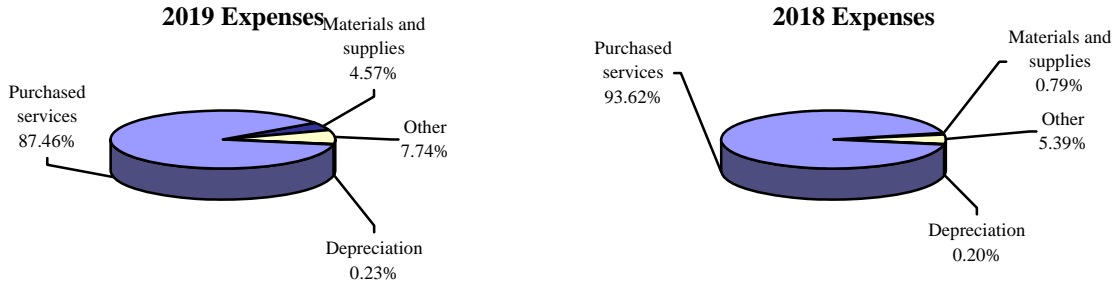 2019 Expenses
Materials and
supplies
4.57%
Purchased
services
87.46%
Other
7.74%
Depreciation
0.23%
2018 Expenses
Purchased
services
93.62%
Materials and
supplies
0.79%
Other
5.39%
Depreciation
0.20%